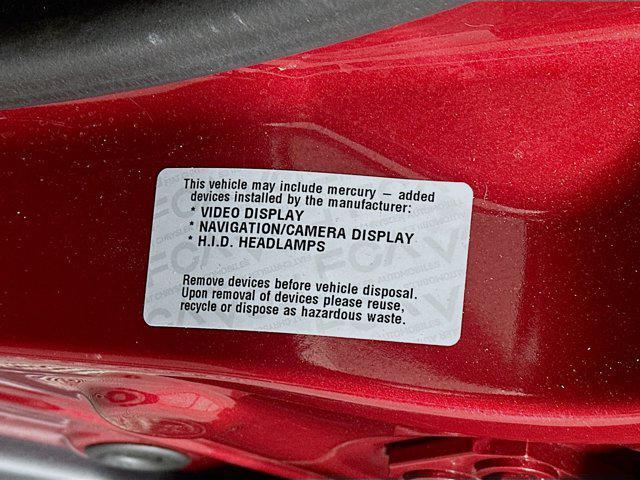 This vehicle may include mercury – added
devices installed by the manufacturer:
* VIDEO DISPLAY
* NAVIGATION/CAMERA DISPLAY
* H.I.D. HEADLAMPS
Remove devices before vehicle disposal.
Upon removal of devices please reuse,
recycle or dispose as hazardous waste.